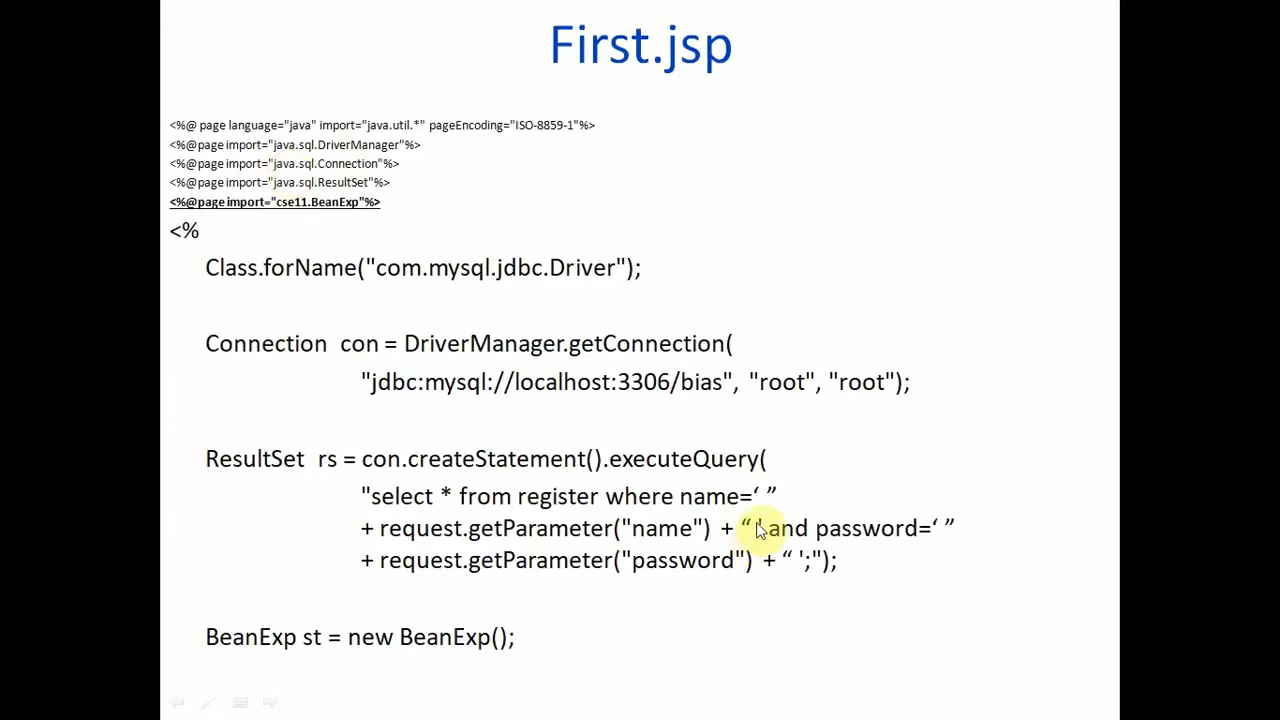 First.jsp
<%@ page language="java" import="java.util.*" pageEncoding="ISO-8859-1"%>
<%@page import="java.sql.DriverManager"%>
<%@page import="java.sql.Connection"%>
<%@page import="java.sql.ResultSet"%>
<%@page import="cse11.BeanExp"%>
<%
Class.forName("com.mysql.jdbc.Driver");
Connection con = DriverManager.getConnection(
"jdbc:mysql://localhost:3306/bias", "root", "root");
ResultSet rs = con.createStatement().executeQuery(
"select * from register where name=‘ ”
+ request.getParameter("name") + “ ' and password=‘ ”
+ request.getParameter("password") + “ ';");
BeanExp st = new BeanExp();